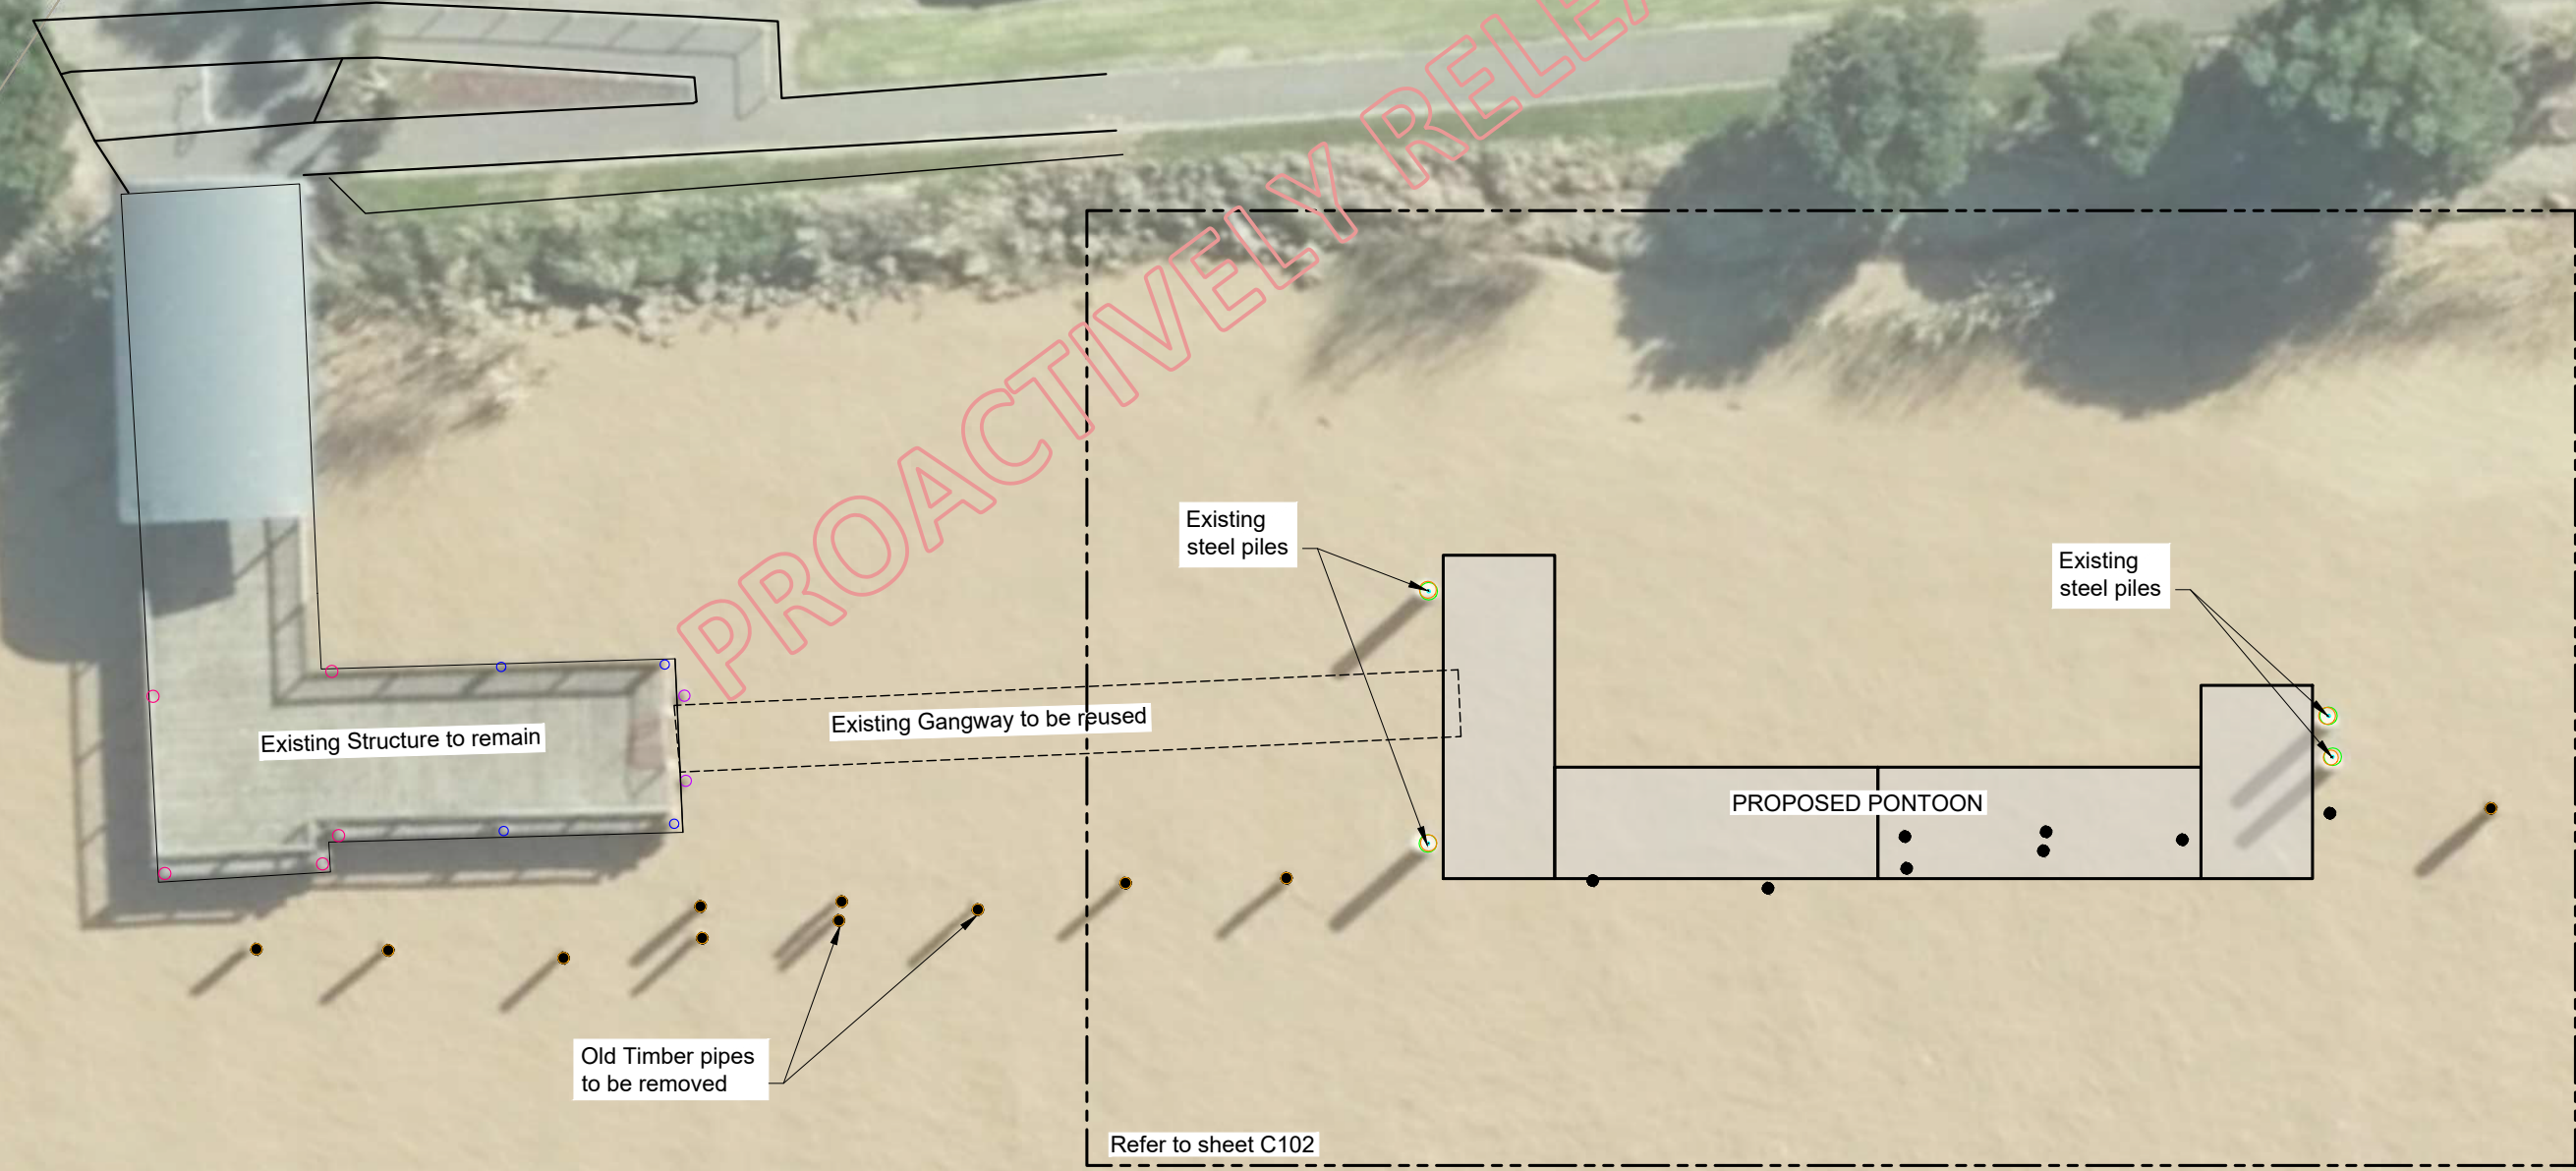 PROACTIVELY RELEA
Existing
steel piles
Existing
steel piles
Existing Structure to remain
Existing Gangway to be reused
PROPOSED PONTOON
Old Timber pipes
to be removed
Refer to sheet C102